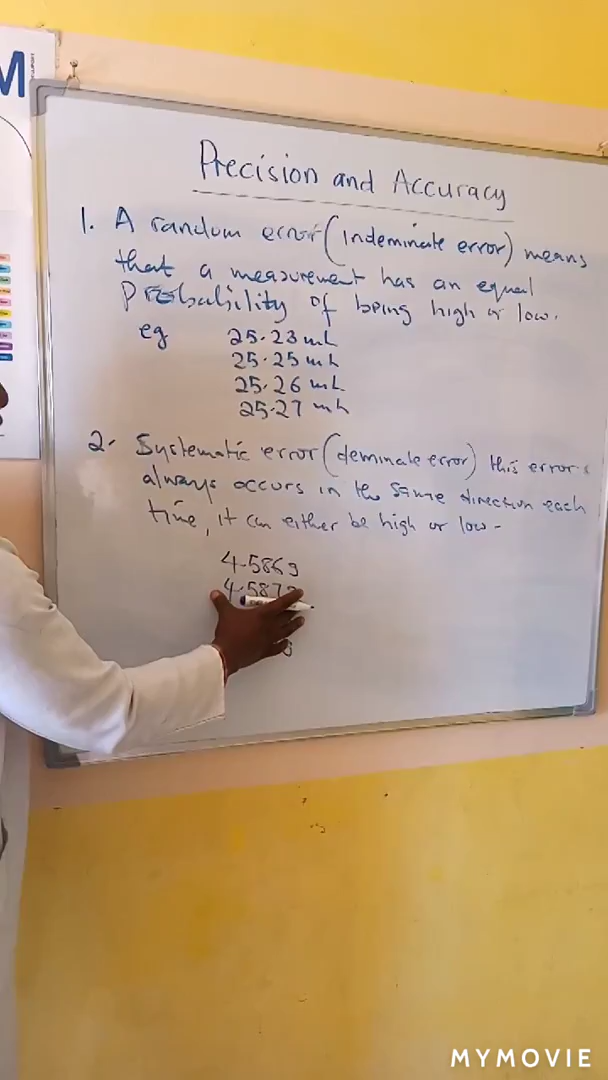 M
Precision and Accuracy
1. A random error (indeminate error) means
that a measurement has an equal
Probability of being high or low.
eg 25.23 mL
25.25 mL
25.26 mL
25.27 mL
2. Systematic error (deminate error) this error
always occurs in the same direction each
time, it can either be high or low -
4.586g
4.587g
MYMOVIE